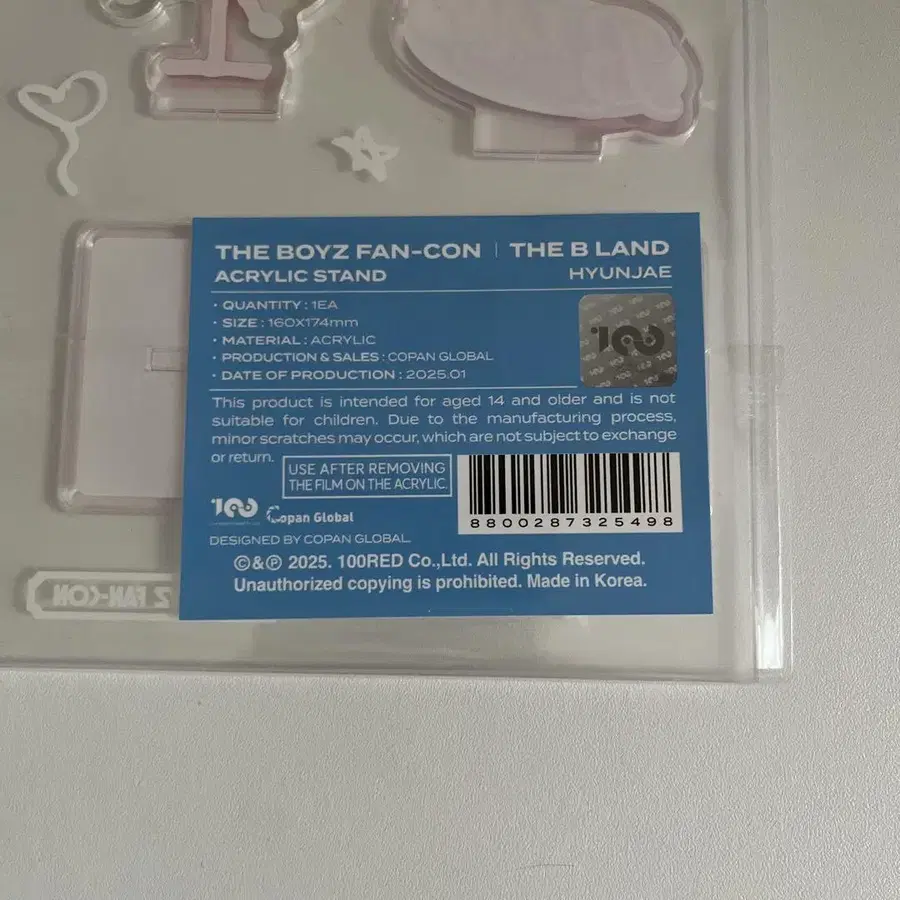 THE BOYZ FAN-CON | THE B LAND
ACRYLIC STAND HYUNJAE
· QUANTITY : 1EA
· SIZE : 160X174mm
· MATERIAL : ACRYLIC
· PRODUCTION & SALES : COPAN GLOBAL
· DATE OF PRODUCTION : 2025.01
100
This product is intended for aged 14 and older and is not
suitable for children. Due to the manufacturing process,
minor scratches may occur, which are not subject to exchange
or return.
USE AFTER REMOVING
THE FILM ON THE ACRYLIC.
8800287325498
100 Copan Global
DESIGNED BY COPAN GLOBAL
©&℗ 2025. 100RED Co.,Ltd. All Rights Reserved.
Unauthorized copying is prohibited. Made in Korea.
Z FAN-CON